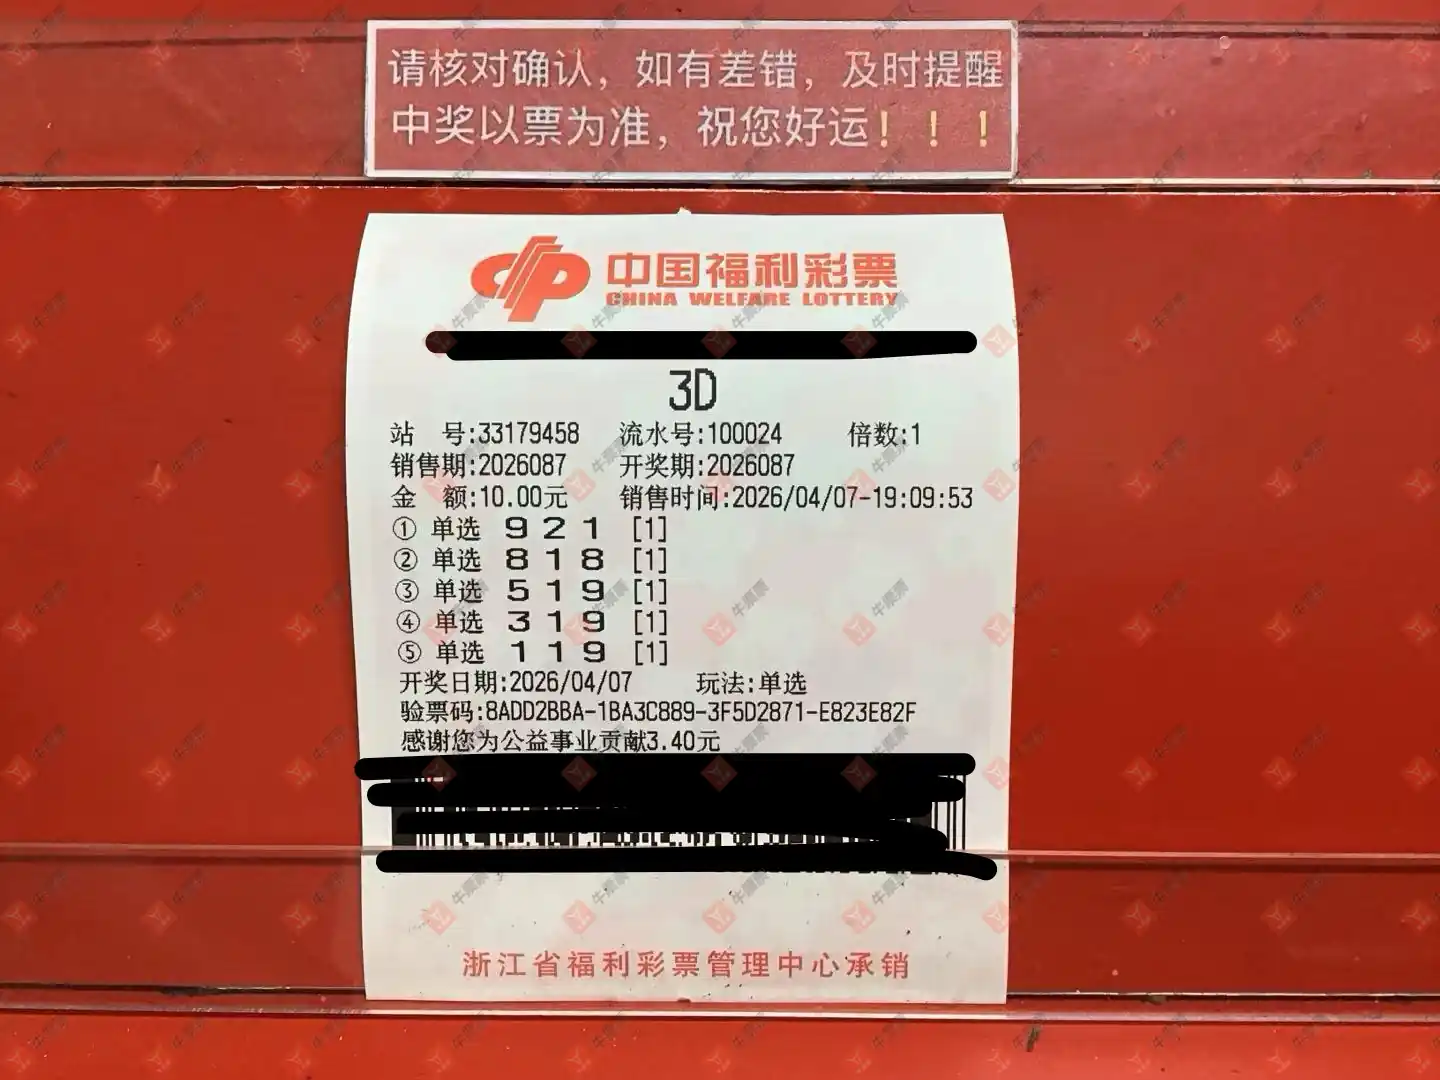 请核对确认，如有差错，及时提醒
中奖以票为准，祝您好运！！！
中国福利彩票
CHINA WELFARE LOTTERY
3D
站 号:33179458 流水号:100024 倍数:1
销售期:2026087 开奖期:2026087
金 额:10.00元 销售时间:2026/04/07-19:09:53
① 单选 9 2 1 [1]
② 单选 8 1 8 [1]
③ 单选 5 1 9 [1]
④ 单选 3 1 9 [1]
⑤ 单选 1 1 9 [1]
开奖日期:2026/04/07 玩法:单选
验票码:8ADD2BBA-1BA3C889-3F5D2871-E823E82F
感谢您为公益事业贡献3.40元
浙江省福利彩票管理中心承销
牛票票